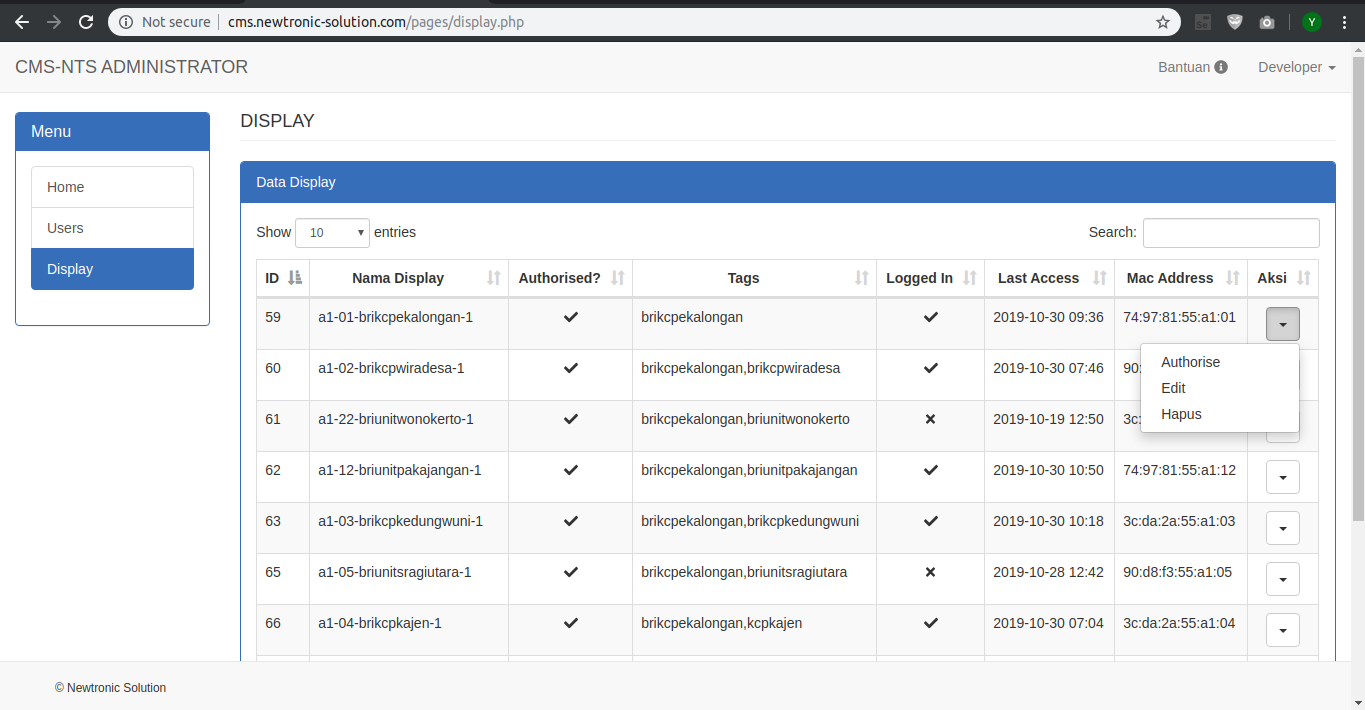 Not secure cms.newtronic-solution.com/pages/display.php Y
CMS-NTS ADMINISTRATOR Bantuan Developer
Menu
Home
Users
Display
DISPLAY
Data Display
Show 10 entries Search:
ID Nama Display Authorised? Tags Logged In Last Access Mac Address Aksi
59 a1-01-brikcpekalongan-1 brikcpekalongan 2019-10-30 09:36 74:97:81:55:a1:01
60 a1-02-brikcpwiradesa-1 brikcpekalongan,brikcpwiradesa 2019-10-30 07:46 90:
61 a1-22-briunitwonokerto-1 brikcpekalongan,briunitwonokerto 2019-10-19 12:50 3c:
Authorise
Edit
Hapus
62 a1-12-briunitpakajangan-1 brikcpekalongan,briunitpakajangan 2019-10-30 10:50 74:97:81:55:a1:12
63 a1-03-brikcpkedungwuni-1 brikcpekalongan,brikcpkedungwuni 2019-10-30 10:18 3c:da:2a:55:a1:03
65 a1-05-briunitsragiutara-1 brikcpekalongan,briunitsragiutara 2019-10-28 12:42 90:d8:f3:55:a1:05
66 a1-04-brikcpkajen-1 brikcpekalongan,kcpkajen 2019-10-30 07:04 3c:da:2a:55:a1:04
© Newtronic Solution